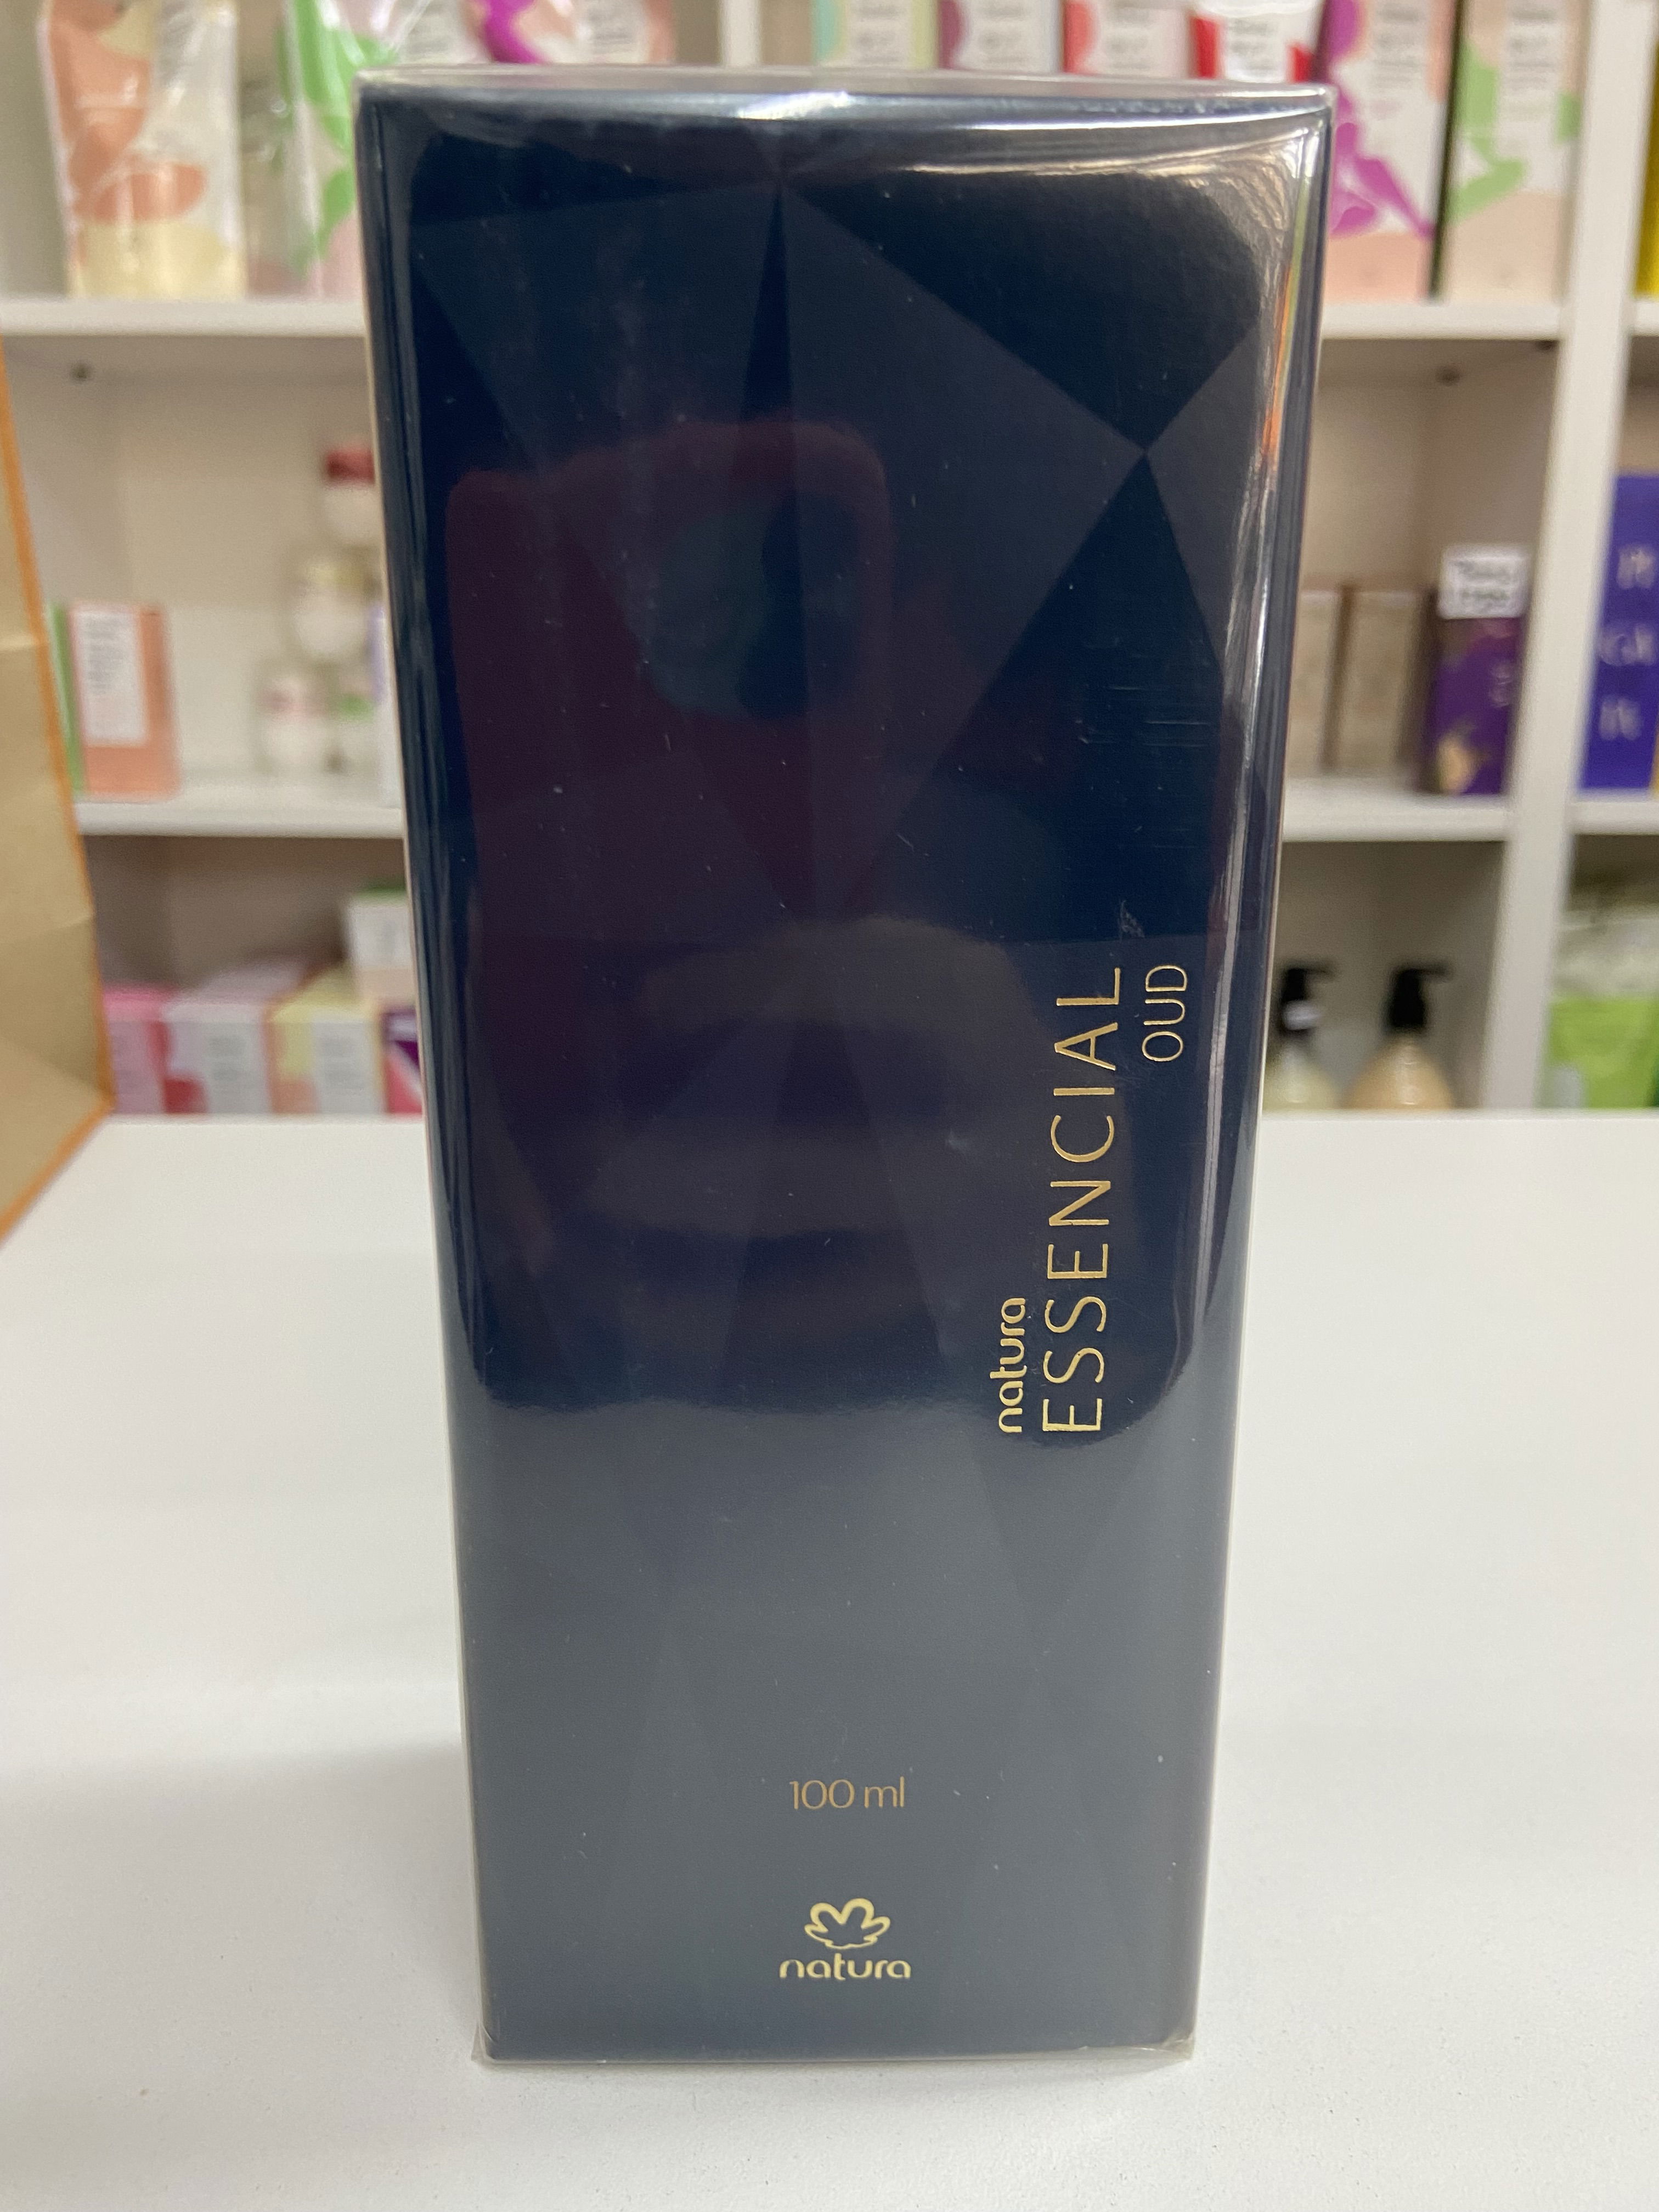 natura
ESSENCIAL
OUD
100 ml
natura